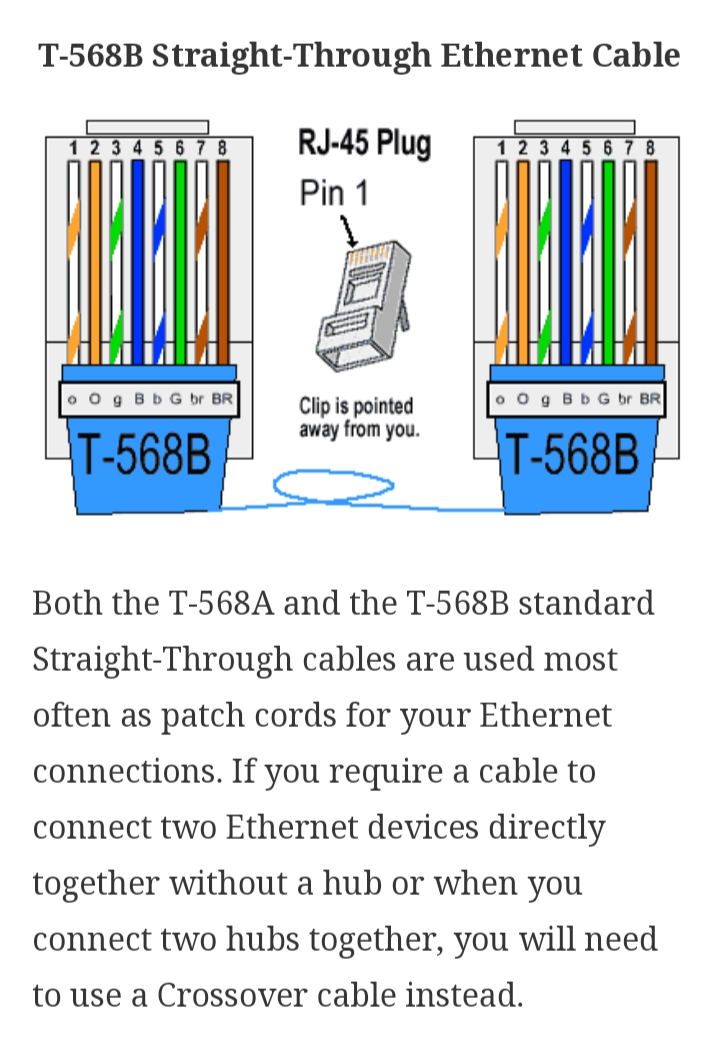 T-568B Straight-Through Ethernet Cable
1 2 3 4 5 6 7 8
o O g B b G br BR
T-568B
RJ-45 Plug
Pin 1
Clip is pointed
away from you.
1 2 3 4 5 6 7 8
o O g B b G br BR
T-568B
Both the T-568A and the T-568B standard
Straight-Through cables are used most
often as patch cords for your Ethernet
connections. If you require a cable to
connect two Ethernet devices directly
together without a hub or when you
connect two hubs together, you will need
to use a Crossover cable instead.